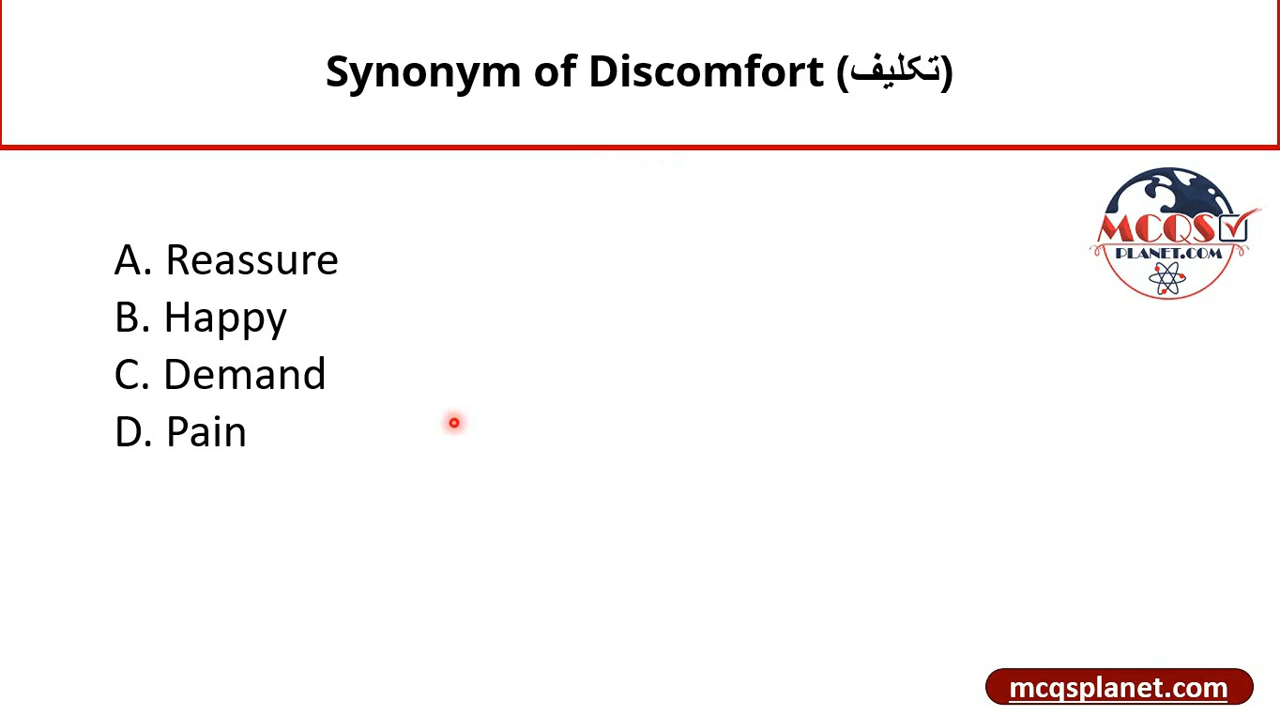 Synonym of Discomfort (تکلیف)
MCQS
PLANET.COM
A. Reassure
B. Happy
C. Demand
D. Pain
mcqsplanet.com